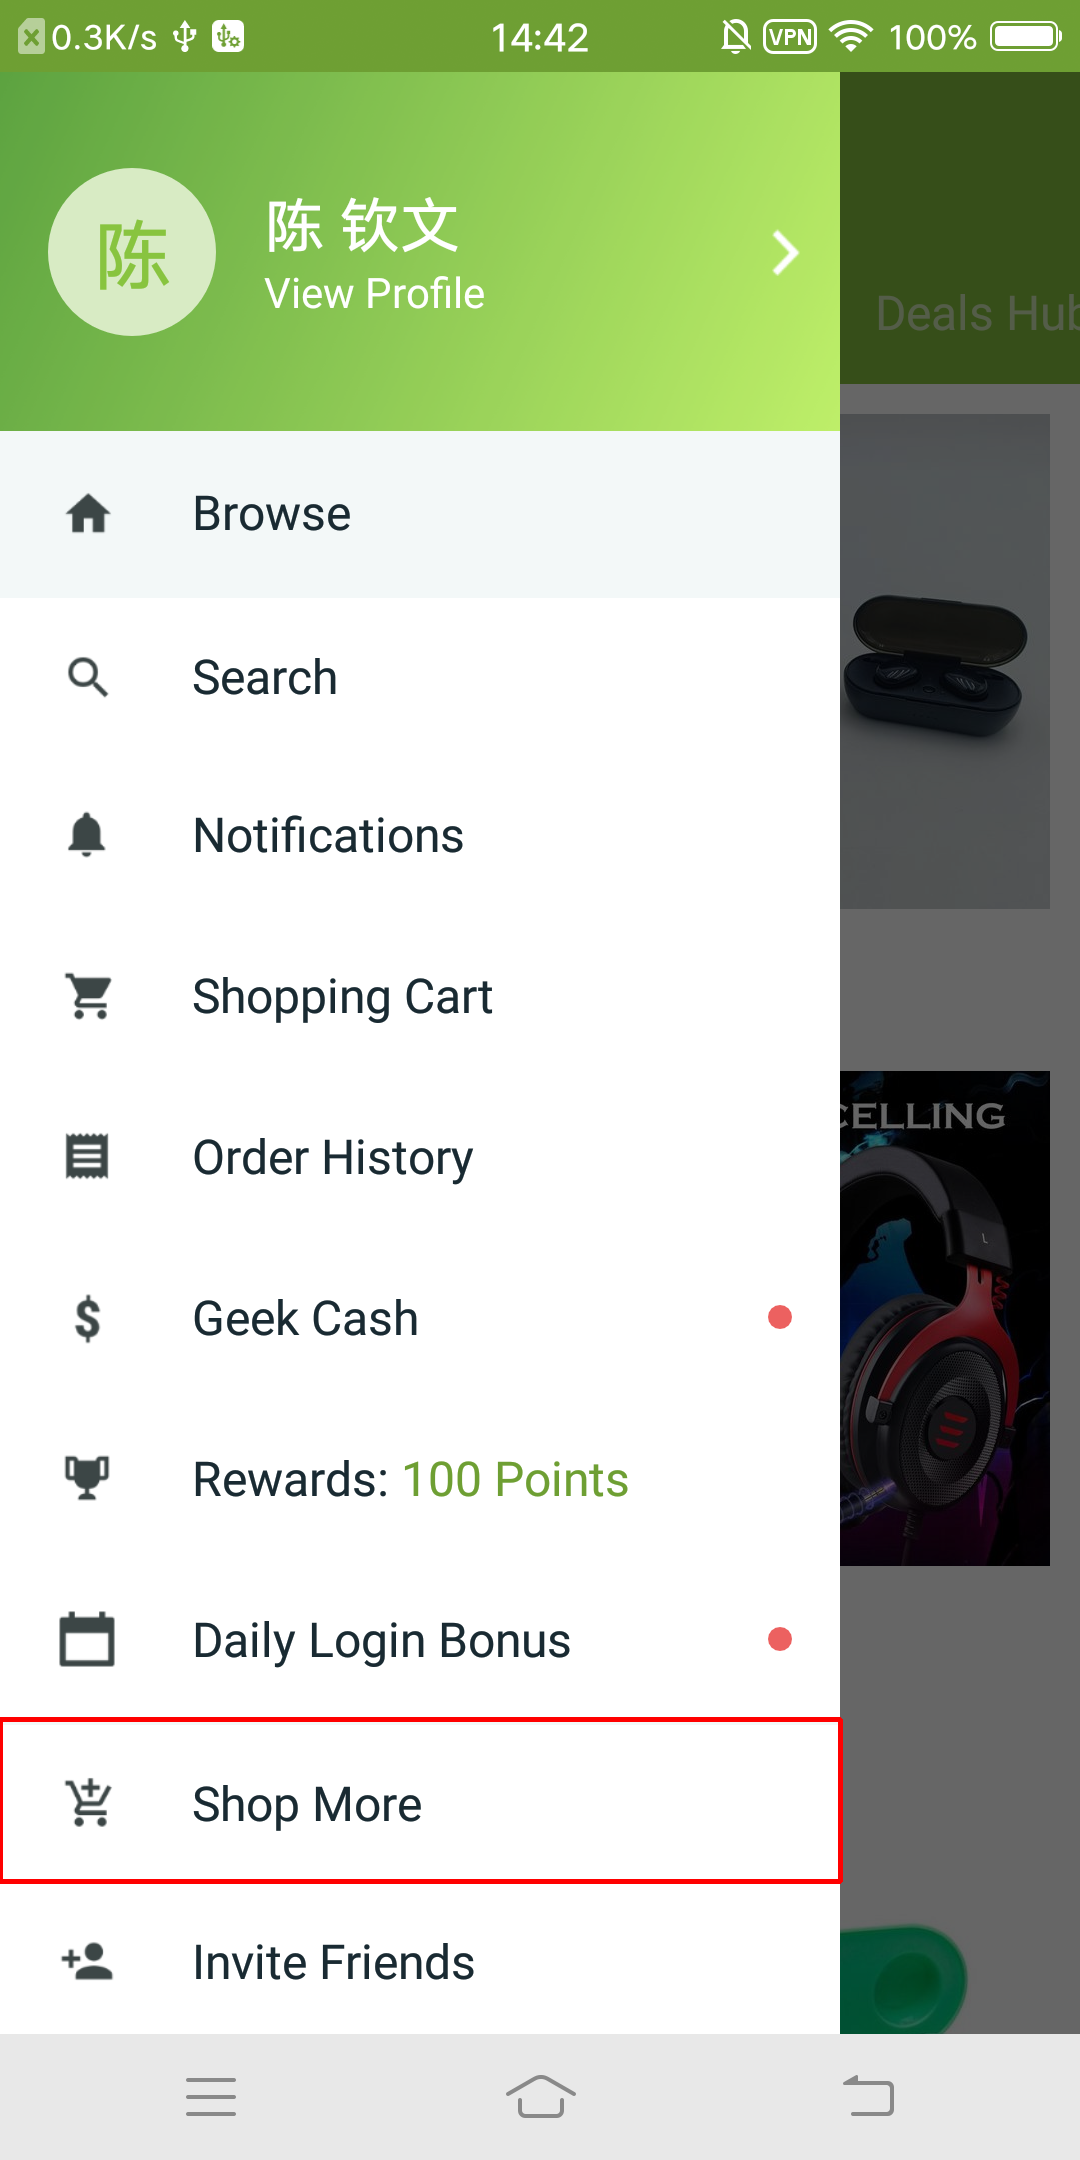 0.3K/s 14:42 VPN 100%
陈
陈 钦文
View Profile
Deals Hub
Browse
Search
Notifications
Shopping Cart
CELLING
Order History
L
Geek Cash
Rewards: 100 Points
Daily Login Bonus
Shop More
Invite Friends